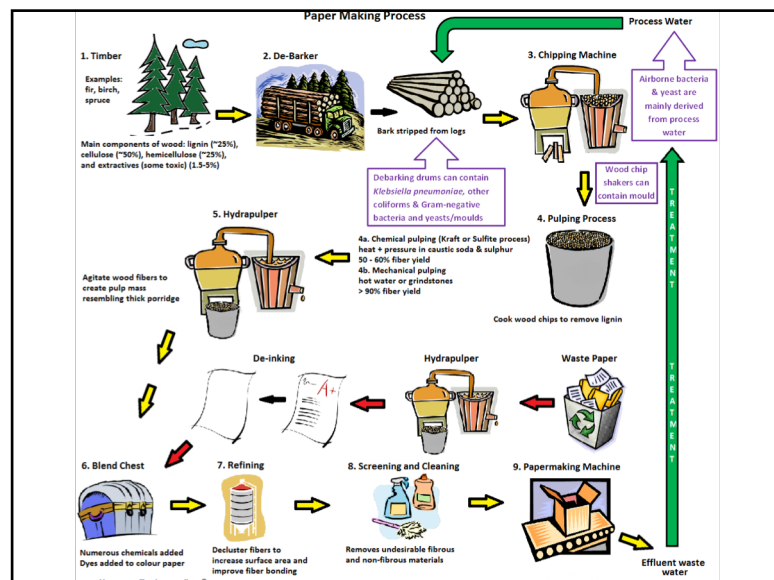 Paper Making Process
Process Water
1. Timber
Examples:
fir, birch,
spruce
Main components of wood: lignin (~25%),
cellulose (~50%), hemicellulose (~25%),
and extractives (some toxic) (1.5-5%)
2. De-Barker
Bark stripped from logs
3. Chipping Machine
Airborne bacteria
& yeast are
mainly derived
from process
water
Debarking drums can contain
Klebsiella pneumoniae, other
coliforms & Gram-negative
bacteria and yeasts/moulds
Wood chip
shakers can
contain mould
4. Pulping Process
Cook wood chips to remove lignin
4a. Chemical pulping (Kraft or Sulfite process)
heat + pressure in caustic soda & sulphur
50 - 60% fiber yield
4b. Mechanical pulping
hot water or grindstones
> 90% fiber yield
5. Hydrapulper
Agitate wood fibers to
create pulp mass
resembling thick porridge
TREATMENT
TREATMENT
De-inking
A+
Hydrapulper
Waste Paper
6. Blend Chest
Numerous chemicals added
Dyes added to colour paper
7. Refining
Decluster fibers to
increase surface area and
improve fiber bonding
8. Screening and Cleaning
Removes undesirable fibrous
and non-fibrous materials
9. Papermaking Machine
Effluent waste
water